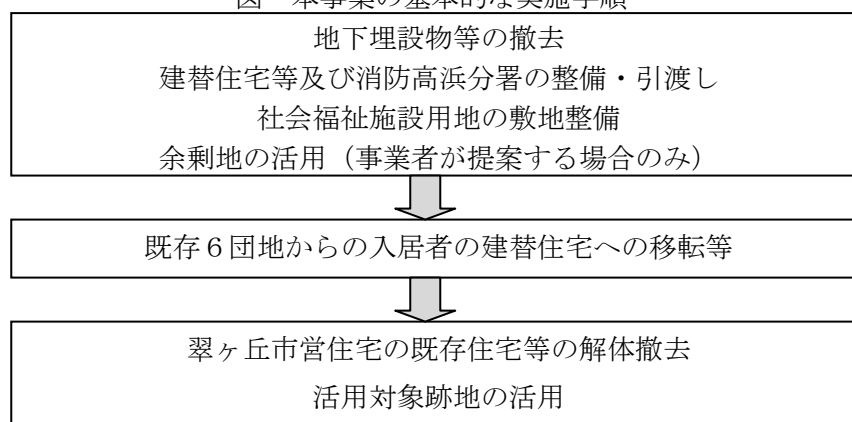 図 本事業の基本的な実施手順
地下埋設物等の撤去
建替住宅等及び消防高浜分署の整備・引渡し
社会福祉施設用地の敷地整備
余剰地の活用（事業者が提案する場合のみ）
既存６団地からの入居者の建替住宅への移転等
翠ヶ丘市営住宅の既存住宅等の解体撤去
活用対象跡地の活用